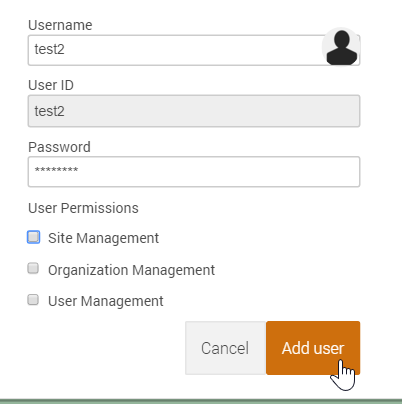 Username
test2
User ID
test2
Password
********
User Permissions
Site Management
Organization Management
User Management
Cancel Add user